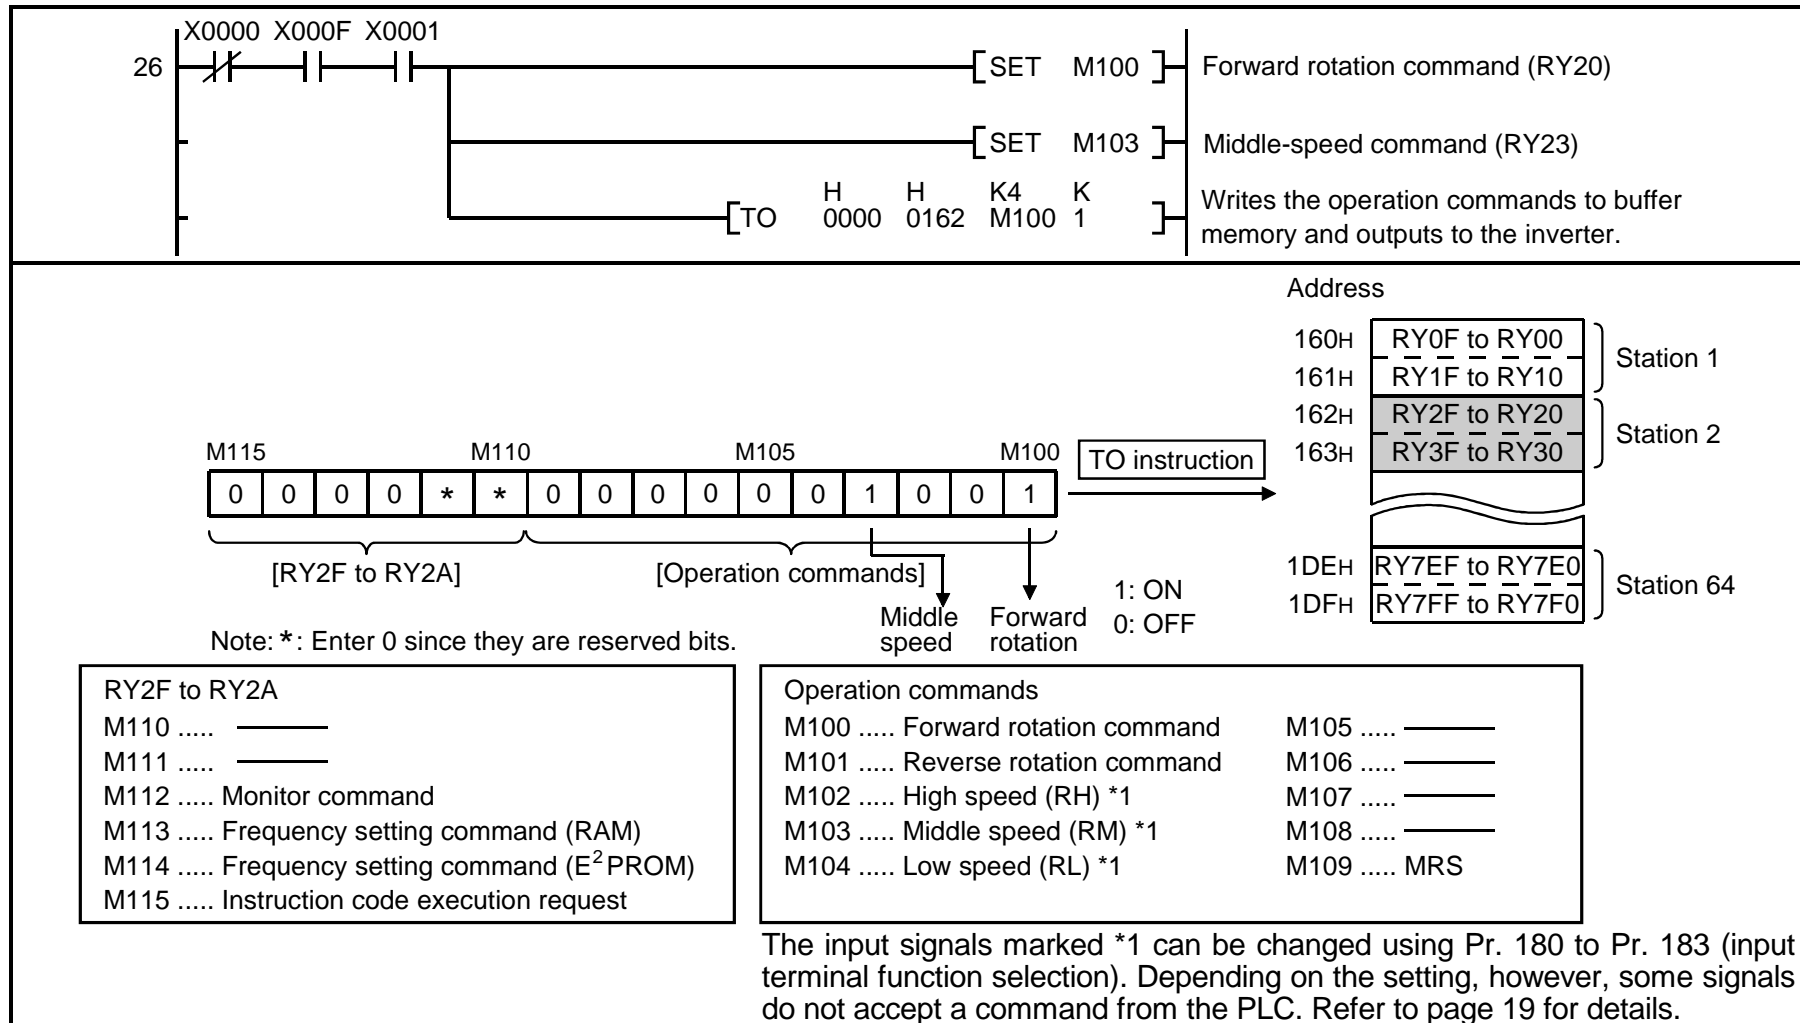 X0000 X000F X0001
26
SET M100 Forward rotation command (RY20)
SET M103 Middle-speed command (RY23)
H H K4 K
TO 0000 0162 M100 1
Writes the operation commands to buffer
memory and outputs to the inverter.
Address
160H RY0F to RY00
161H RY1F to RY10
Station 1
162H RY2F to RY20
163H RY3F to RY30
Station 2
1DEH RY7EF to RY7E0
1DFH RY7FF to RY7F0
Station 64
M115 M110 M105 M100
0 0 0 0 * * 0 0 0 0 0 0 1 0 0 1
TO instruction
[RY2F to RY2A] [Operation commands]
Middle
speed
Forward
rotation
1: ON
0: OFF
Note: *: Enter 0 since they are reserved bits.
RY2F to RY2A
M110 .....
M111 .....
M112 ..... Monitor command
M113 ..... Frequency setting command (RAM)
M114 ..... Frequency setting command (E²PROM)
M115 ..... Instruction code execution request
Operation commands
M100 ..... Forward rotation command
M101 ..... Reverse rotation command
M102 ..... High speed (RH) *1
M103 ..... Middle speed (RM) *1
M104 ..... Low speed (RL) *1
M105 .....
M106 .....
M107 .....
M108 .....
M109 ..... MRS
The input signals marked *1 can be changed using Pr. 180 to Pr. 183 (input
terminal function selection). Depending on the setting, however, some signals
do not accept a command from the PLC. Refer to page 19 for details.